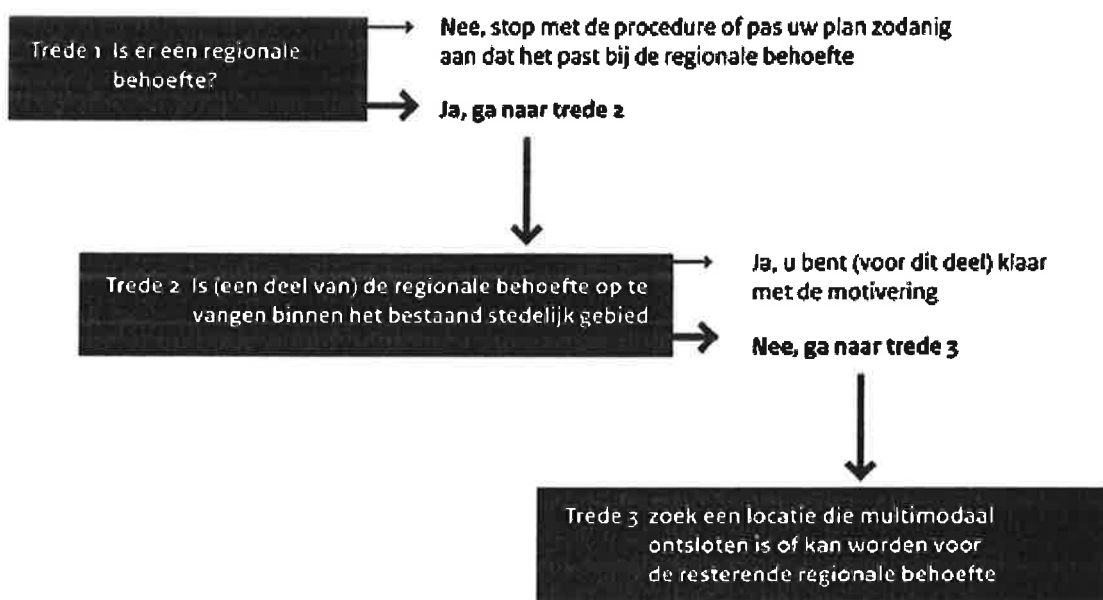 Trede 1 Is er een regionale
behoefte?
Nee, stop met de procedure of pas uw plan zodanig
aan dat het past bij de regionale behoefte
Ja, ga naar trede 2
Trede 2 Is (een deel van) de regionale behoefte op te
vangen binnen het bestaand stedelijk gebied
Ja, u bent (voor dit deel) klaar
met de motivering
Nee, ga naar trede 3
Trede 3 zoek een locatie die multimodaal
ontsloten is of kan worden voor
de resterende regionale behoefte